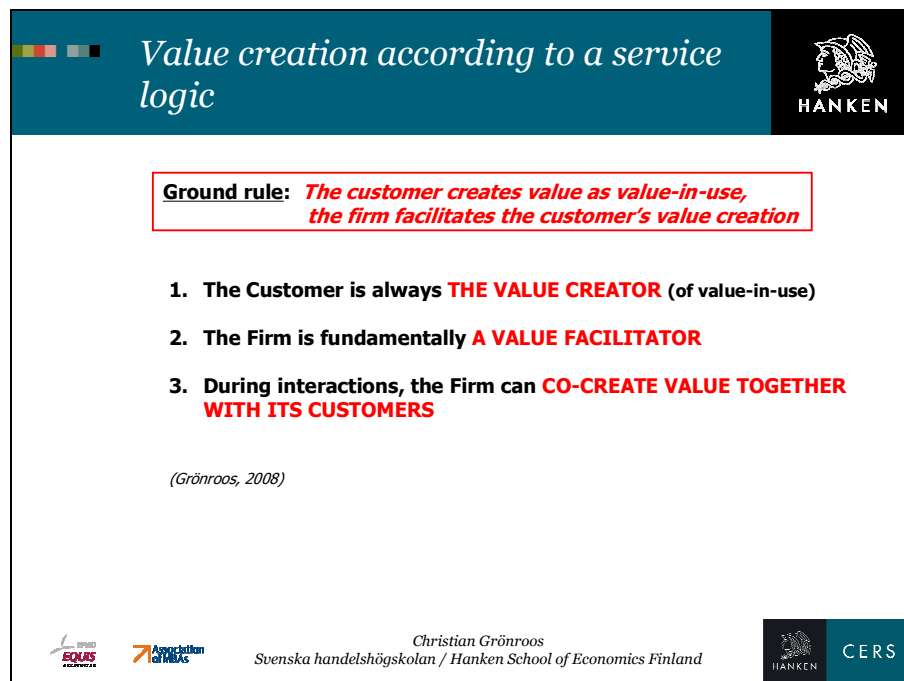 Value creation according to a service
logic
HANKEN
Ground rule: The customer creates value as value-in-use,
the firm facilitates the customer's value creation
1. The Customer is always THE VALUE CREATOR (of value-in-use)
2. The Firm is fundamentally A VALUE FACILITATOR
3. During interactions, the Firm can CO-CREATE VALUE TOGETHER
WITH ITS CUSTOMERS
(Grönroos, 2008)
EQUIS
Association
of MBAs
Christian Grönroos
Svenska handelshögskolan / Hanken School of Economics Finland
HANKEN
CERS